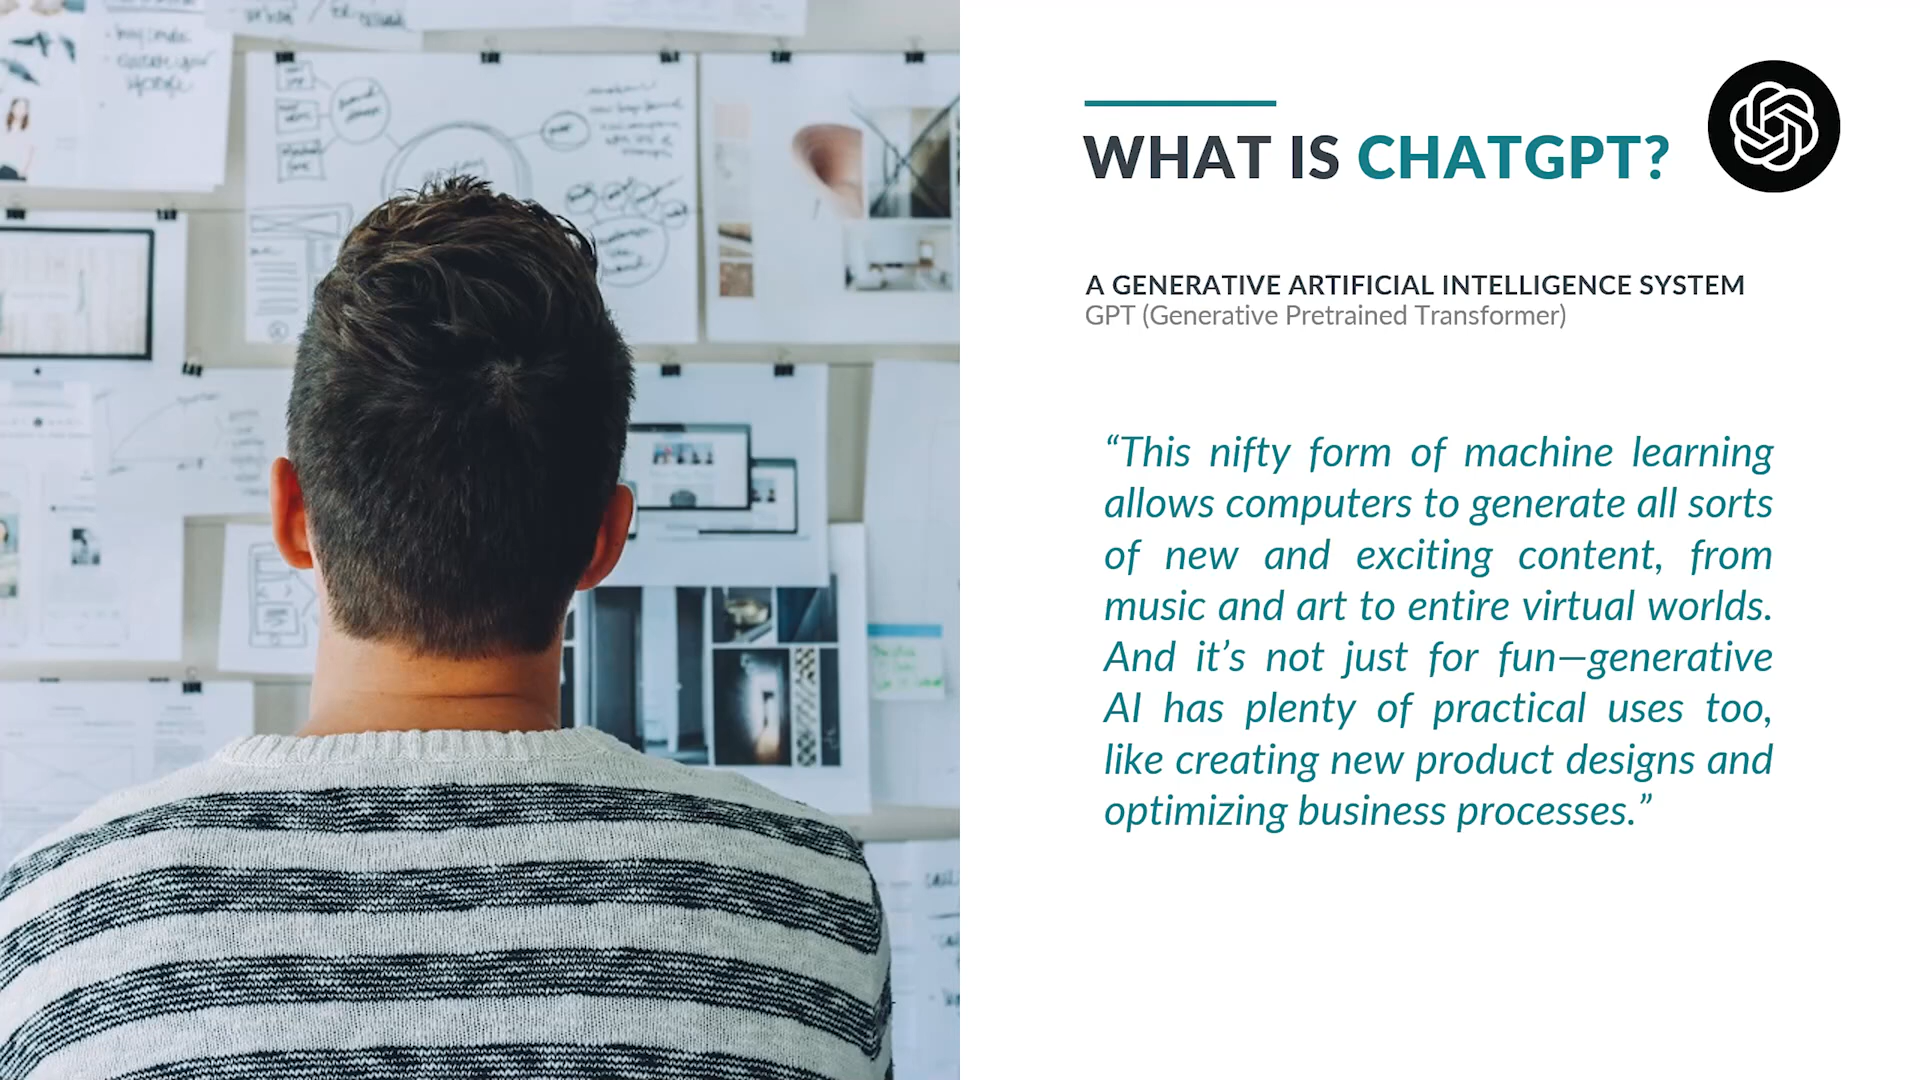 WHAT IS CHATGPT?
A GENERATIVE ARTIFICIAL INTELLIGENCE SYSTEM
GPT (Generative Pretrained Transformer)
“This nifty form of machine learning
allows computers to generate all sorts
of new and exciting content, from
music and art to entire virtual worlds.
And it’s not just for fun—generative
AI has plenty of practical uses too,
like creating new product designs and
optimizing business processes.”